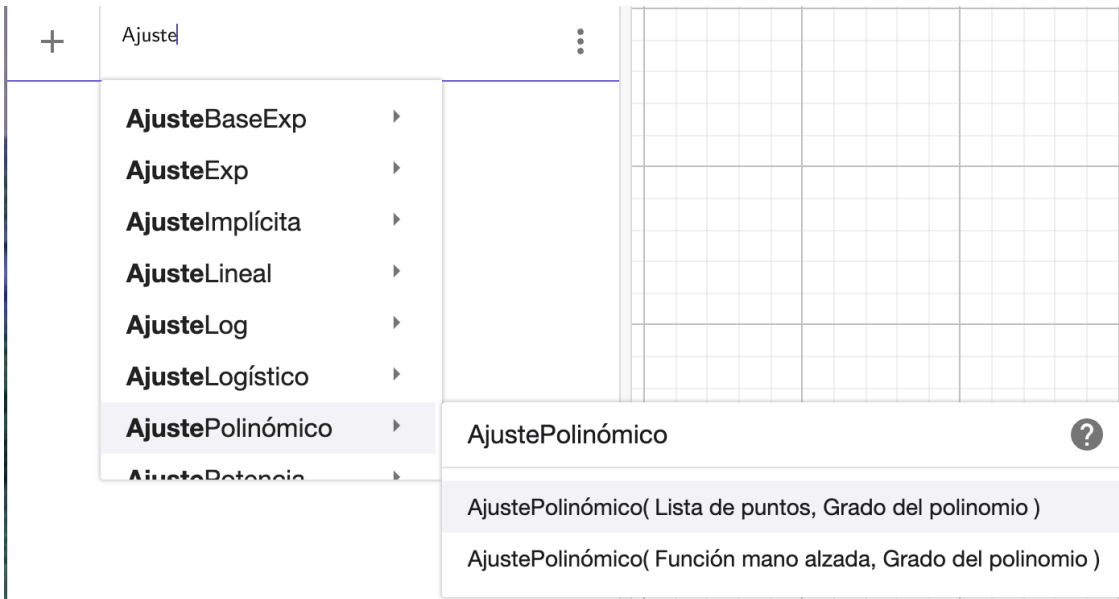 Ajuste
AjusteBaseExp
AjusteExp
AjusteImplícita
AjusteLineal
AjusteLog
AjusteLogístico
AjustePolinómico
AjustePotencia
AjustePolinómico
AjustePolinómico( Lista de puntos, Grado del polinomio )
AjustePolinómico( Función mano alzada, Grado del polinomio )